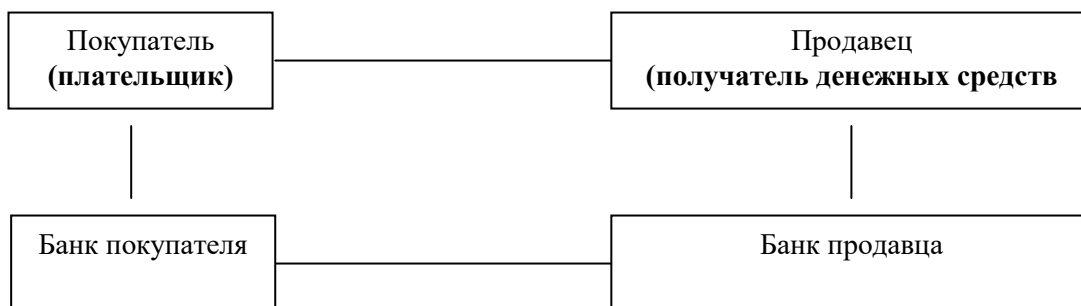 Покупатель
(плательщик)
Продавец
(получатель денежных средств
Банк покупателя
Банк продавца